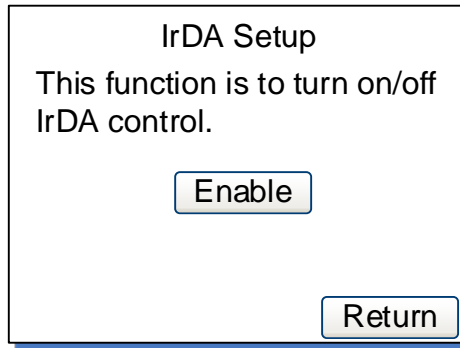 IrDA Setup
This function is to turn on/off
IrDA control.
Enable
Return